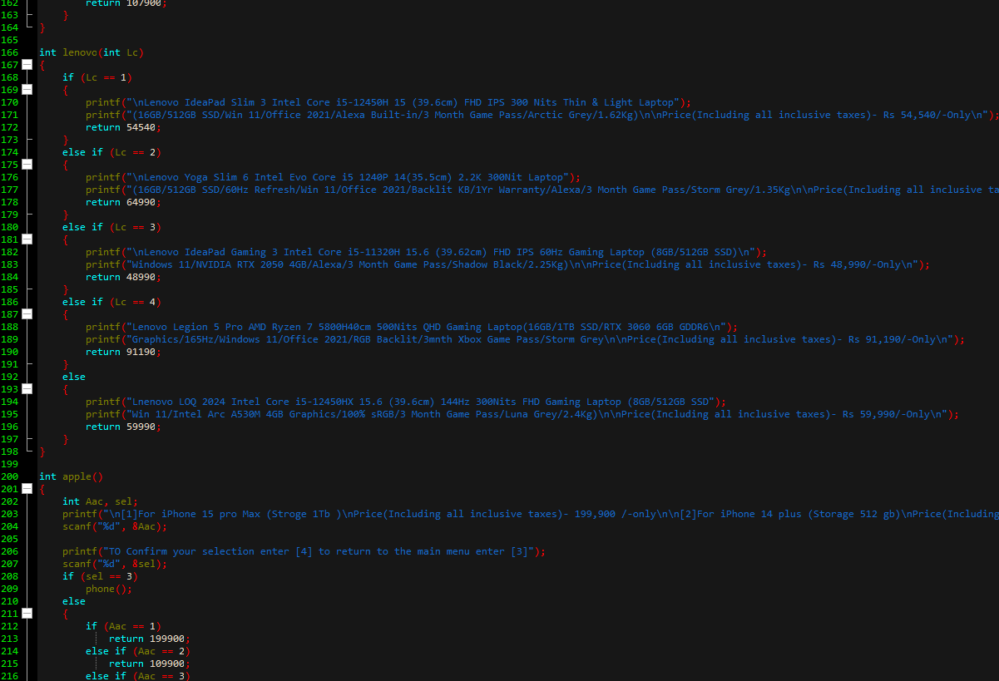 162 return 107900;
163 }
164 }
165
166 int lenovo(int Lc)
167 {
168 if (Lc == 1)
169 {
170 printf("\nLenovo IdeaPad Slim 3 Intel Core i5-12450H 15 (39.6cm) FHD IPS 300 Nits Thin & Light Laptop");
171 printf("(16GB/512GB SSD/Win 11/Office 2021/Alexa Built-in/3 Month Game Pass/Arctic Grey/1.62Kg)\n\nPrice(Including all inclusive taxes)- Rs 54,540/-Only\n");
172 return 54540;
173 }
174 else if (Lc == 2)
175 {
176 printf("\nLenovo Yoga Slim 6 Intel Evo Core i5 1240P 14(35.5cm) 2.2K 300Nit Laptop");
177 printf("(16GB/512GB SSD/60Hz Refresh/Win 11/Office 2021/Backlit KB/1Yr Warranty/Alexa/3 Month Game Pass/Storm Grey/1.35Kg\n\nPrice(Including all inclusive ta
178 return 64990;
179 }
180 else if (Lc == 3)
181 {
182 printf("\nLenovo IdeaPad Gaming 3 Intel Core i5-11320H 15.6 (39.62cm) FHD IPS 60Hz Gaming Laptop (8GB/512GB SSD)\n");
183 printf("Windows 11/NVIDIA RTX 2050 4GB/Alexa/3 Month Game Pass/Shadow Black/2.25Kg)\n\nPrice(Including all inclusive taxes)- Rs 48,990/-Only\n");
184 return 48990;
185 }
186 else if (Lc == 4)
187 {
188 printf("Lenovo Legion 5 Pro AMD Ryzen 7 5800H40cm 500Nits QHD Gaming Laptop(16GB/1TB SSD/RTX 3060 6GB GDDR6\n");
189 printf("Graphics/165Hz/Windows 11/Office 2021/RGB Backlit/3mnth Xbox Game Pass/Storm Grey\n\nPrice(Including all inclusive taxes)- Rs 91,190/-Only\n");
190 return 91190;
191 }
192 else
193 {
194 printf("Lnenovo LOQ 2024 Intel Core i5-12450HX 15.6 (39.6cm) 144Hz 300Nits FHD Gaming Laptop (8GB/512GB SSD");
195 printf("Win 11/Intel Arc A530M 4GB Graphics/100% sRGB/3 Month Game Pass/Luna Grey/2.4Kg)\n\nPrice(Including all inclusive taxes)- Rs 59,990/-Only\n");
196 return 59990;
197 }
198 }
199
200 int apple()
201 {
202 int Aac, sel;
203 printf("\n[1]For iPhone 15 pro Max (Stroge 1Tb )\nPrice(Including all inclusive taxes)- 199,900 /-only\n\n[2]For iPhone 14 plus (Storage 512 gb)\nPrice(Including
204 scanf("%d", &Aac);
205
206 printf("TO Confirm your selection enter [4] to return to the main menu enter [3]");
207 scanf("%d", &sel);
208 if (sel == 3)
209 phone();
210 else
211 {
212 if (Aac == 1)
213 return 199900;
214 else if (Aac == 2)
215 return 109900;
216 else if (Aac == 3)